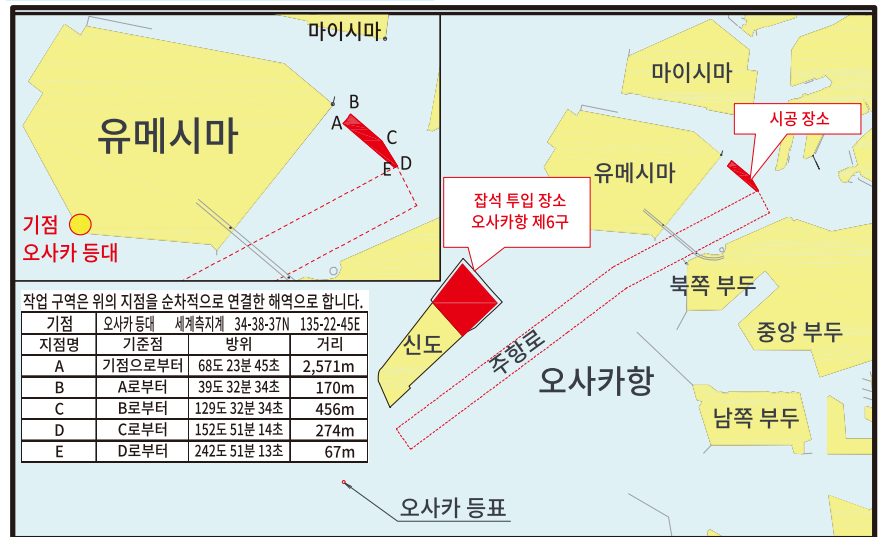 마이시마
B
A
C
D
E
유메시마
기점
오사카 등대
마이시마
시공 장소
유메시마
잡석 투입 장소
오사카항 제6구
북쪽 부두
중앙 부두
신도
주항로
오사카항
남쪽 부두
오사카 등표
작업 구역은 위의 지점을 순차적으로 연결한 해역으로 합니다.
기점 오사카 등대 세계측지계 34-38-37N 135-22-45E
지점명 기준점 방위 거리
A 기점으로부터 68도 23분 45초 2,571m
B A로부터 39도 32분 34초 170m
C B로부터 129도 32분 34초 456m
D C로부터 152도 51분 14초 274m
E D로부터 242도 51분 13초 67m